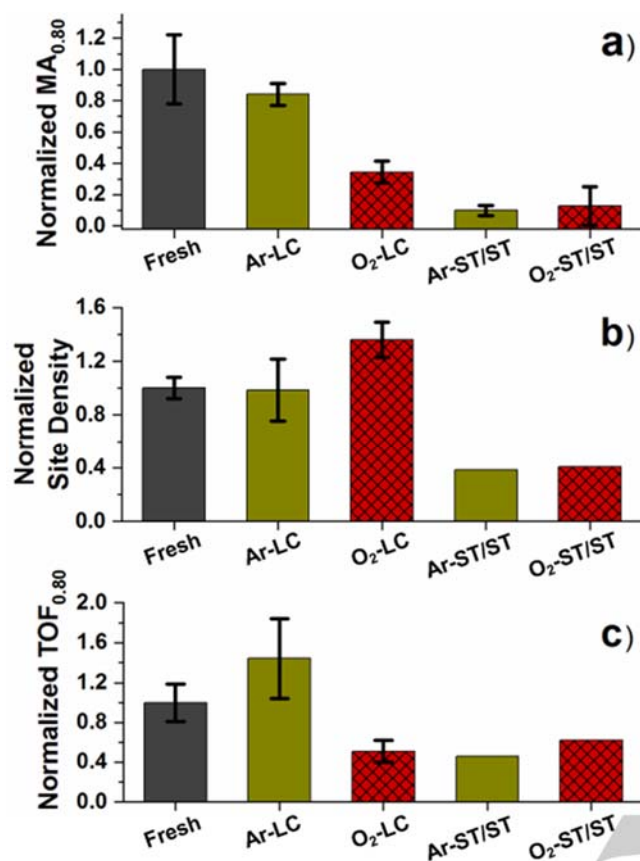 a)
Normalized MA₀.₈₀
1.2
1.0
0.8
0.6
0.4
0.2
0.0
Fresh Ar-LC O₂-LC Ar-ST/ST O₂-ST/ST
b)
Normalized
Site Density
1.6
1.2
0.8
0.4
0.0
Fresh Ar-LC O₂-LC Ar-ST/ST O₂-ST/ST
c)
Normalized TOF₀.₈₀
2.0
1.6
1.2
0.8
0.4
0.0
Fresh Ar-LC O₂-LC Ar-ST/ST O₂-ST/ST